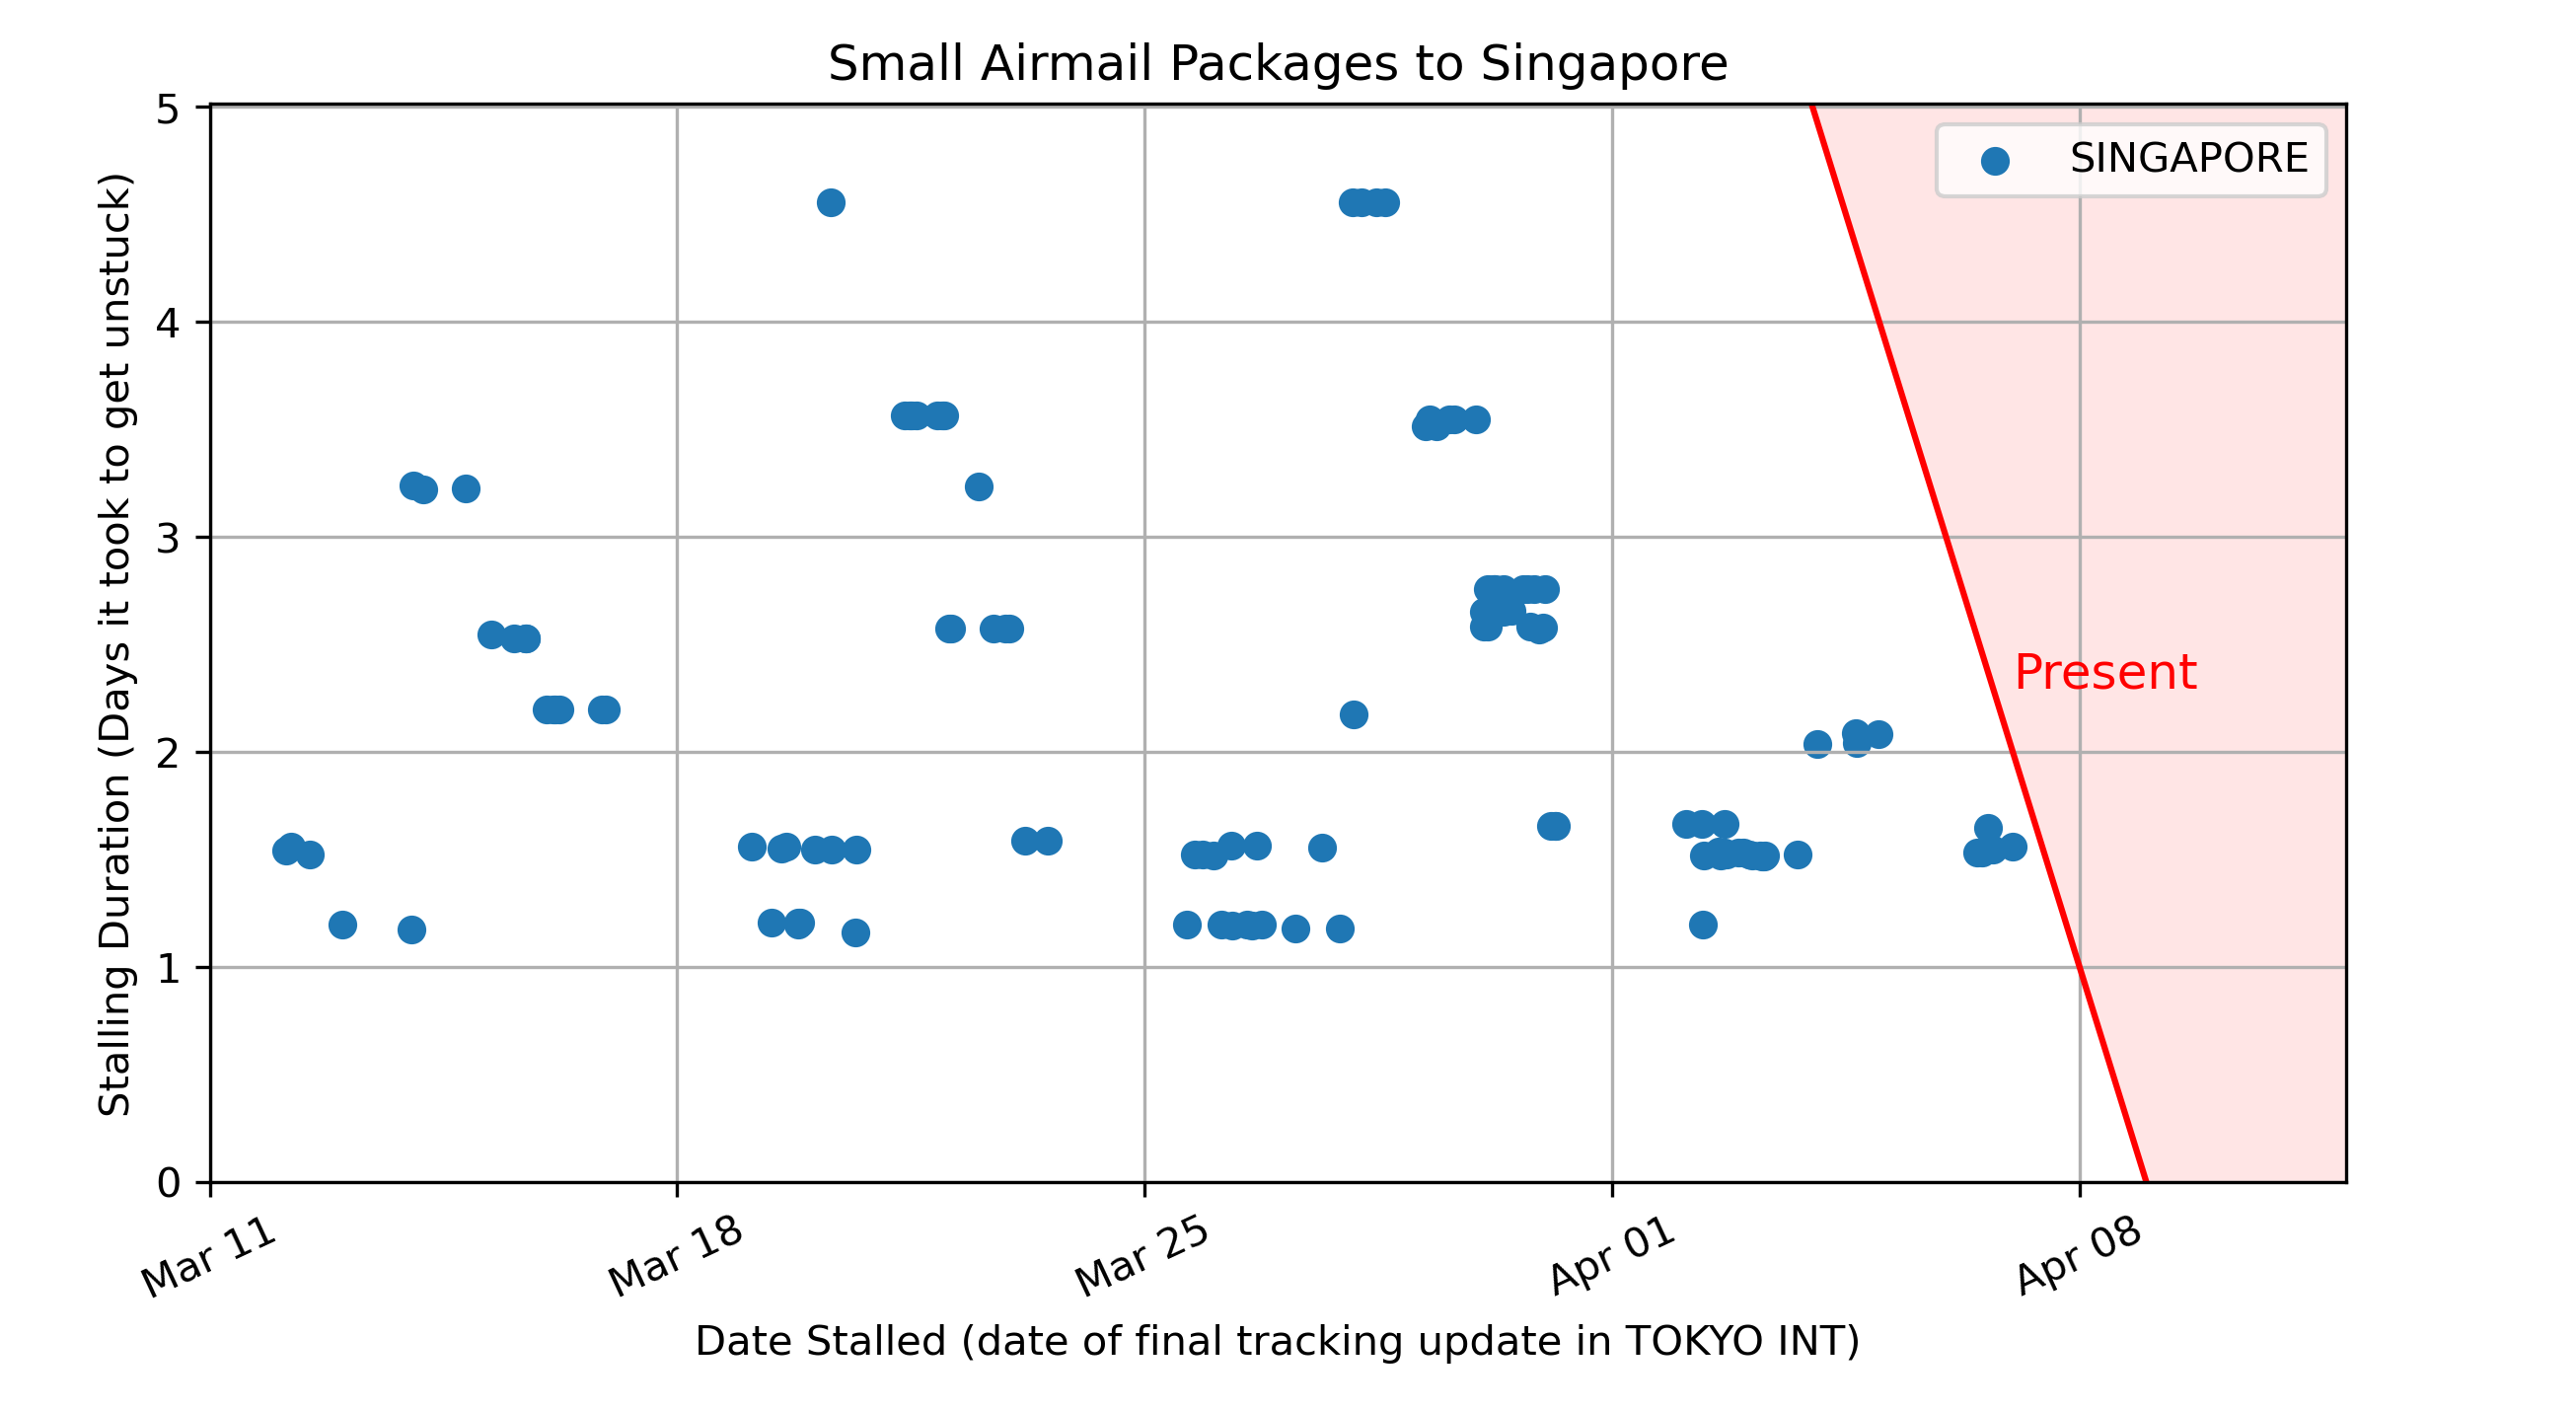 Small Airmail Packages to Singapore
SINGAPORE
Present
Stalling Duration (Days it took to get unstuck)
5
4
3
2
1
0
Mar 11
Mar 18
Mar 25
Apr 01
Apr 08
Date Stalled (date of final tracking update in TOKYO INT)